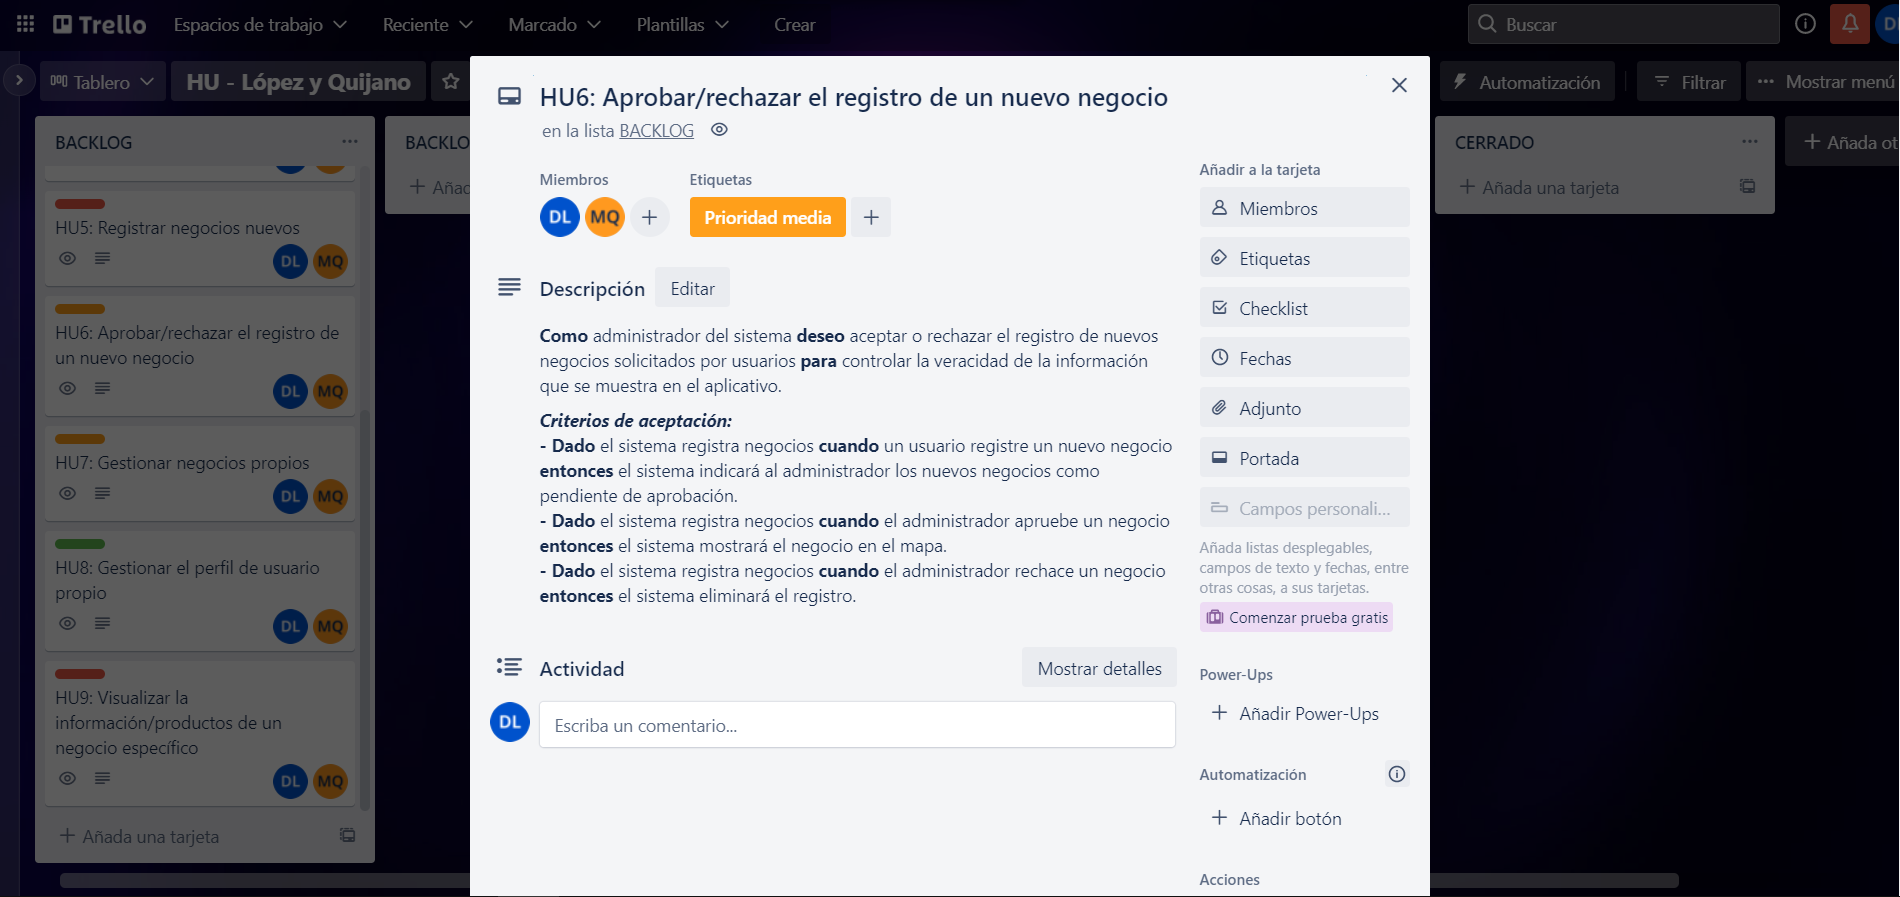 Trello
Espacios de trabajo
Reciente
Marcado
Plantillas
Crear
Buscar
Tablero
HU - López y Quijano
Automatización
Filtrar
Mostrar menú
BACKLOG
HU5: Registrar negocios nuevos
DL MQ
HU6: Aprobar/rechazar el registro de
un nuevo negocio
DL MQ
HU7: Gestionar negocios propios
DL MQ
HU8: Gestionar el perfil de usuario
propio
DL MQ
HU9: Visualizar la
información/productos de un
negocio específico
DL MQ
+ Añada una tarjeta
HU6: Aprobar/rechazar el registro de un nuevo negocio
en la lista BACKLOG
Miembros
Etiquetas
DL MQ +
Prioridad media +
Descripción
Editar
Como administrador del sistema deseo aceptar o rechazar el registro de nuevos
negocios solicitados por usuarios para controlar la veracidad de la información
que se muestra en el aplicativo.
Criterios de aceptación:
- Dado el sistema registra negocios cuando un usuario registre un nuevo negocio
entonces el sistema indicará al administrador los nuevos negocios como
pendiente de aprobación.
- Dado el sistema registra negocios cuando el administrador apruebe un negocio
entonces el sistema mostrará el negocio en el mapa.
- Dado el sistema registra negocios cuando el administrador rechace un negocio
entonces el sistema eliminará el registro.
Actividad
Mostrar detalles
DL
Escriba un comentario...
Añadir a la tarjeta
Miembros
Etiquetas
Checklist
Fechas
Adjunto
Portada
Campos personali...
Añada listas desplegables,
campos de texto y fechas, entre
otras cosas, a sus tarjetas.
Comenzar prueba gratis
Power-Ups
+ Añadir Power-Ups
Automatización
+ Añadir botón
Acciones
CERRADO
+ Añada una tarjeta